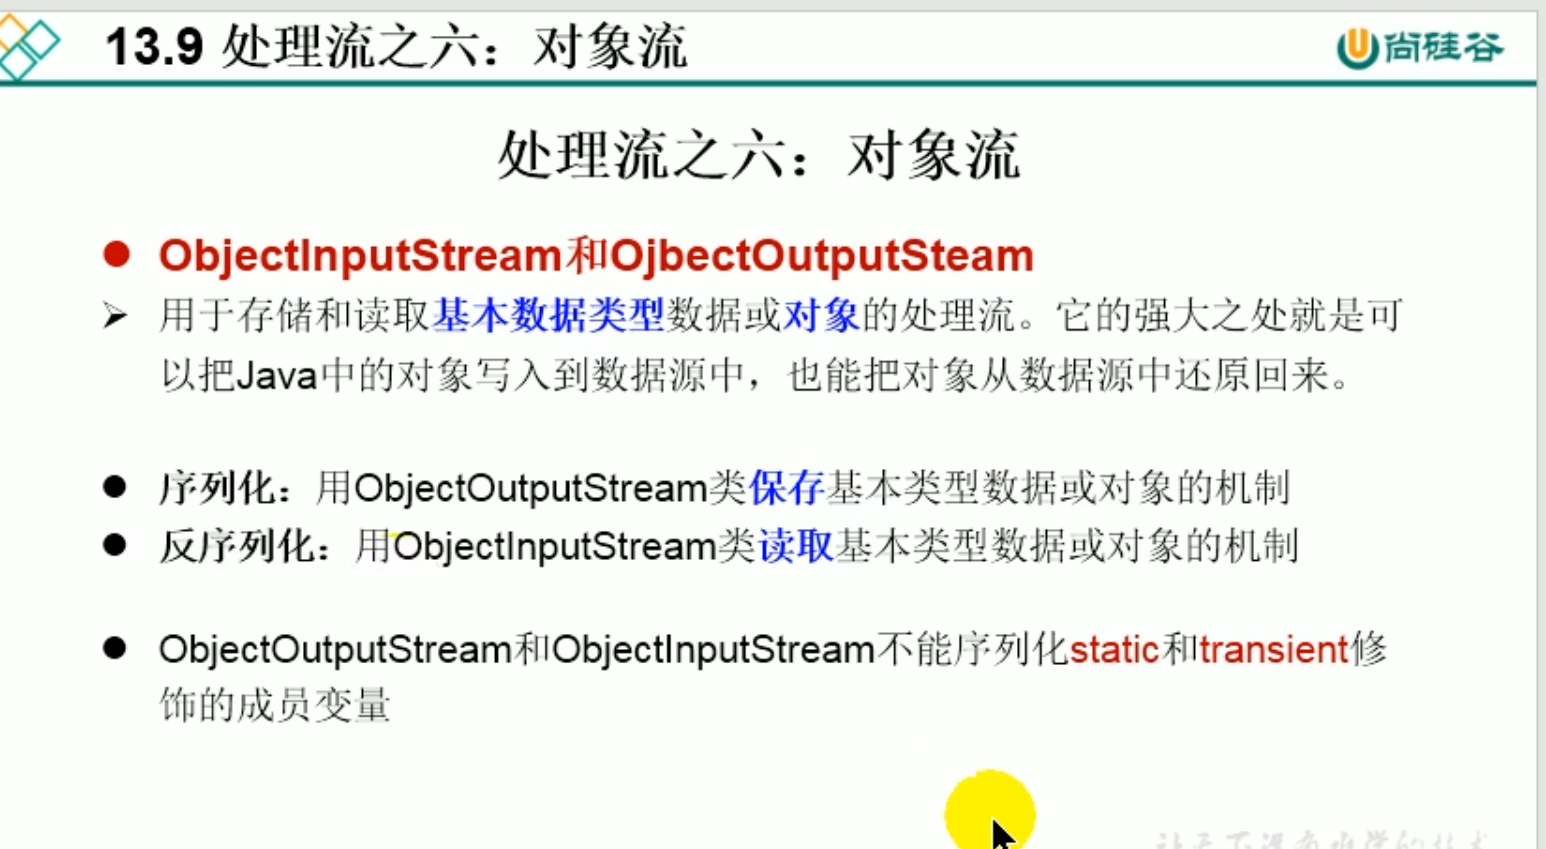 13.9 处理流之六：对象流
尚硅谷
处理流之六：对象流
ObjectInputStream和OjbectOutputSteam
用于存储和读取基本数据类型数据或对象的处理流。它的强大之处就是可
以把Java中的对象写入到数据源中，也能把对象从数据源中还原回来。
序列化：用ObjectOutputStream类保存基本类型数据或对象的机制
反序列化：用ObjectInputStream类读取基本类型数据或对象的机制
ObjectOutputStream和ObjectInputStream不能序列化static和transient修
饰的成员变量